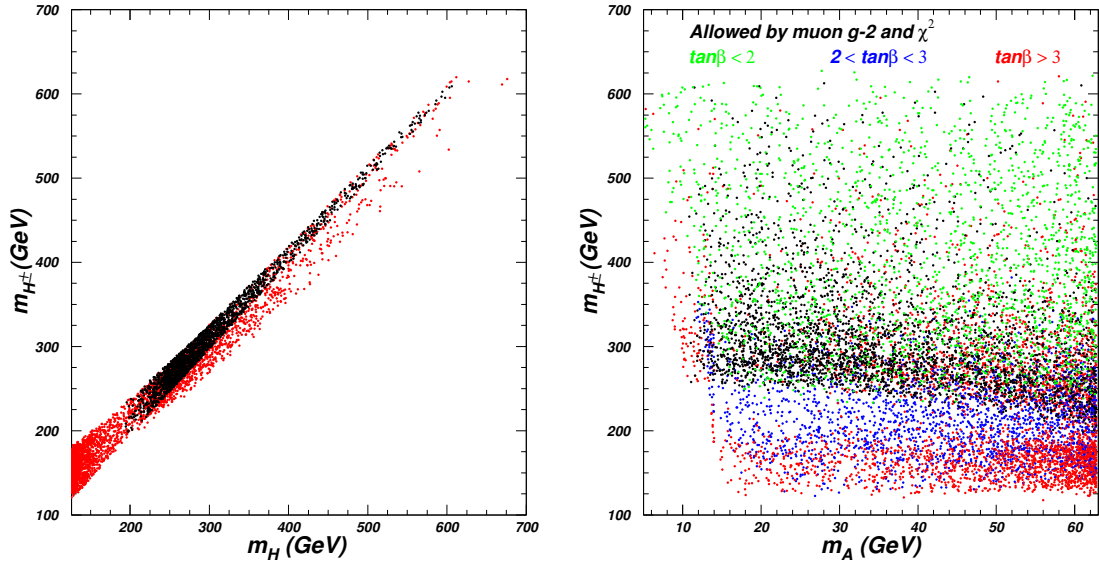 700
600
500
400
300
200
100
m_{H^±} (GeV)
200 300 400 500 600 700
m_H (GeV)
700
600
500
400
300
200
100
m_{H^±} (GeV)
Allowed by muon g-2 and χ²
tanβ < 2 2 < tanβ < 3 tanβ > 3
10 20 30 40 50 60
m_A (GeV)